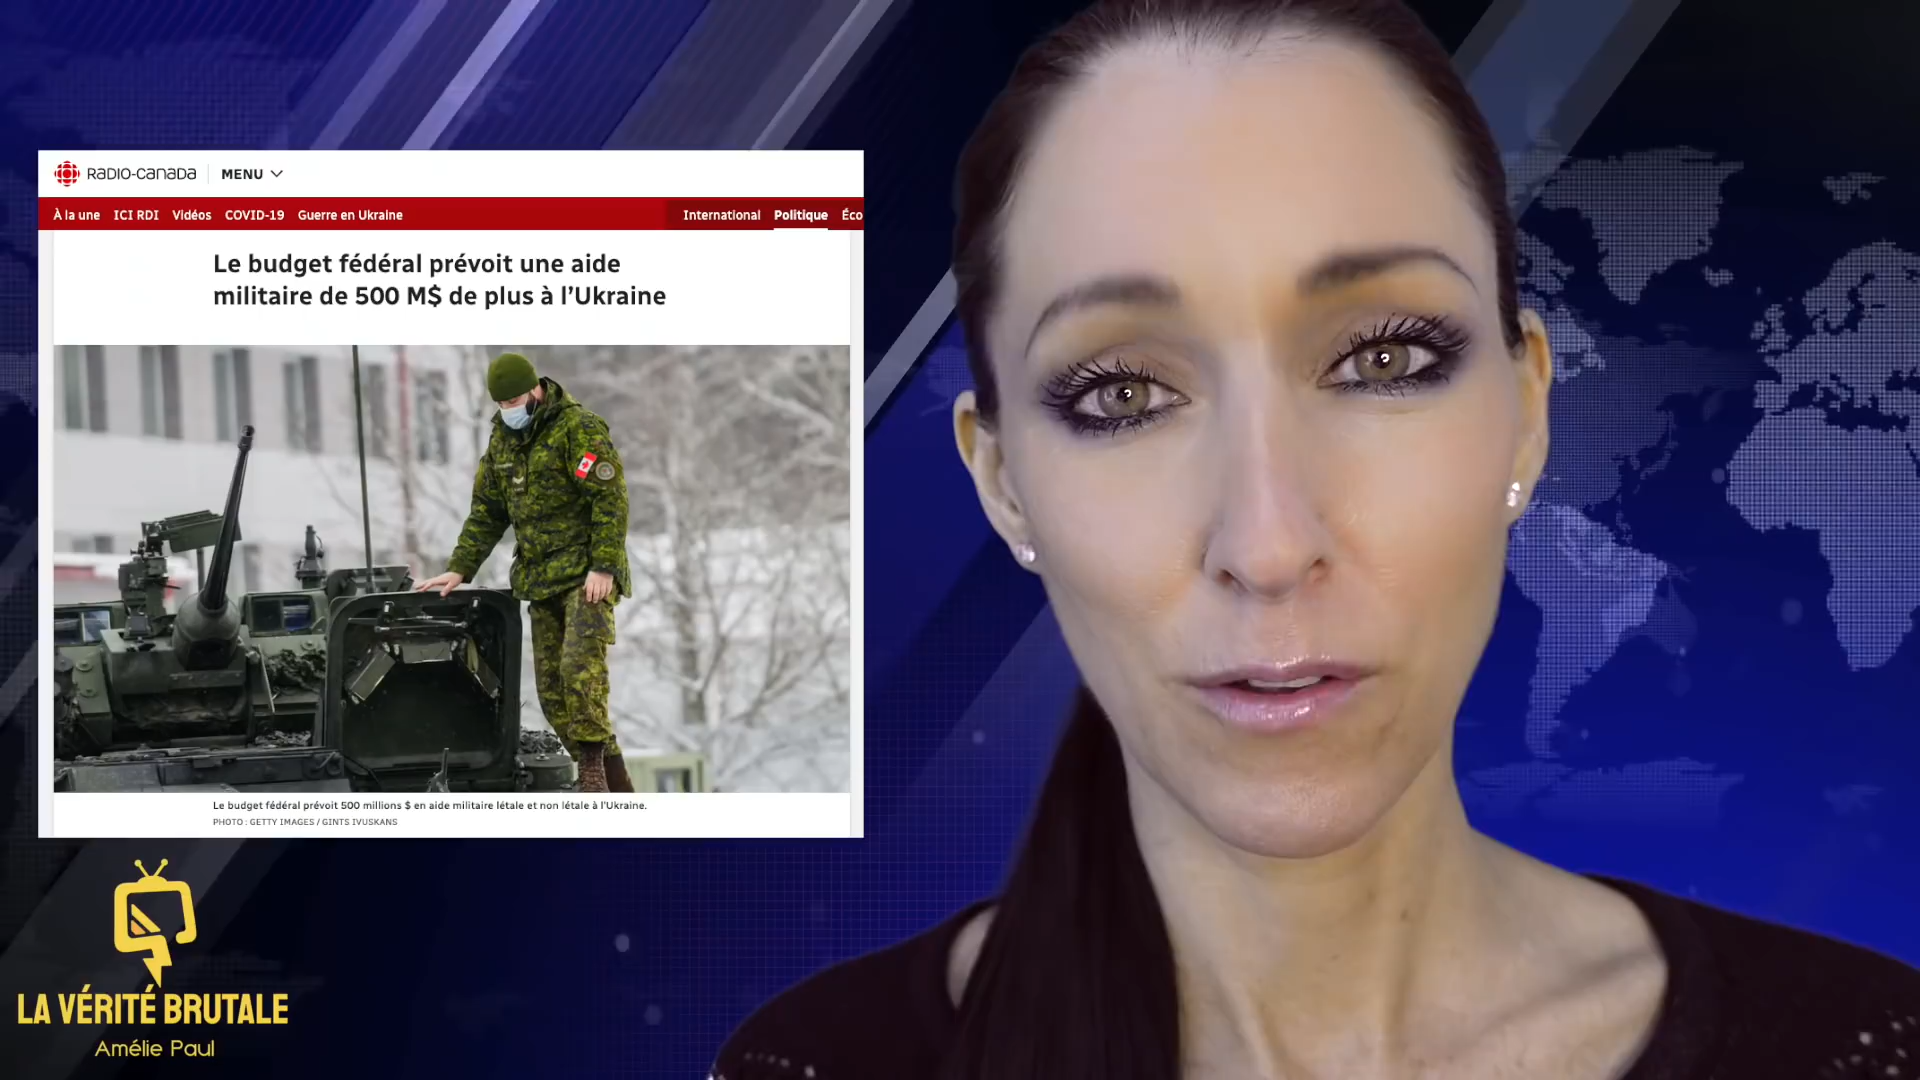 RADIO-CANADA MENU
À la une ICI RDI Vidéos COVID-19 Guerre en Ukraine International Politique Éco
Le budget fédéral prévoit une aide
militaire de 500 M$ de plus à l'Ukraine
Le budget fédéral prévoit 500 millions $ en aide militaire létale et non létale à l'Ukraine.
PHOTO : GETTY IMAGES / GINTS IVUSKANS
LA VÉRITÉ BRUTALE
Amélie Paul